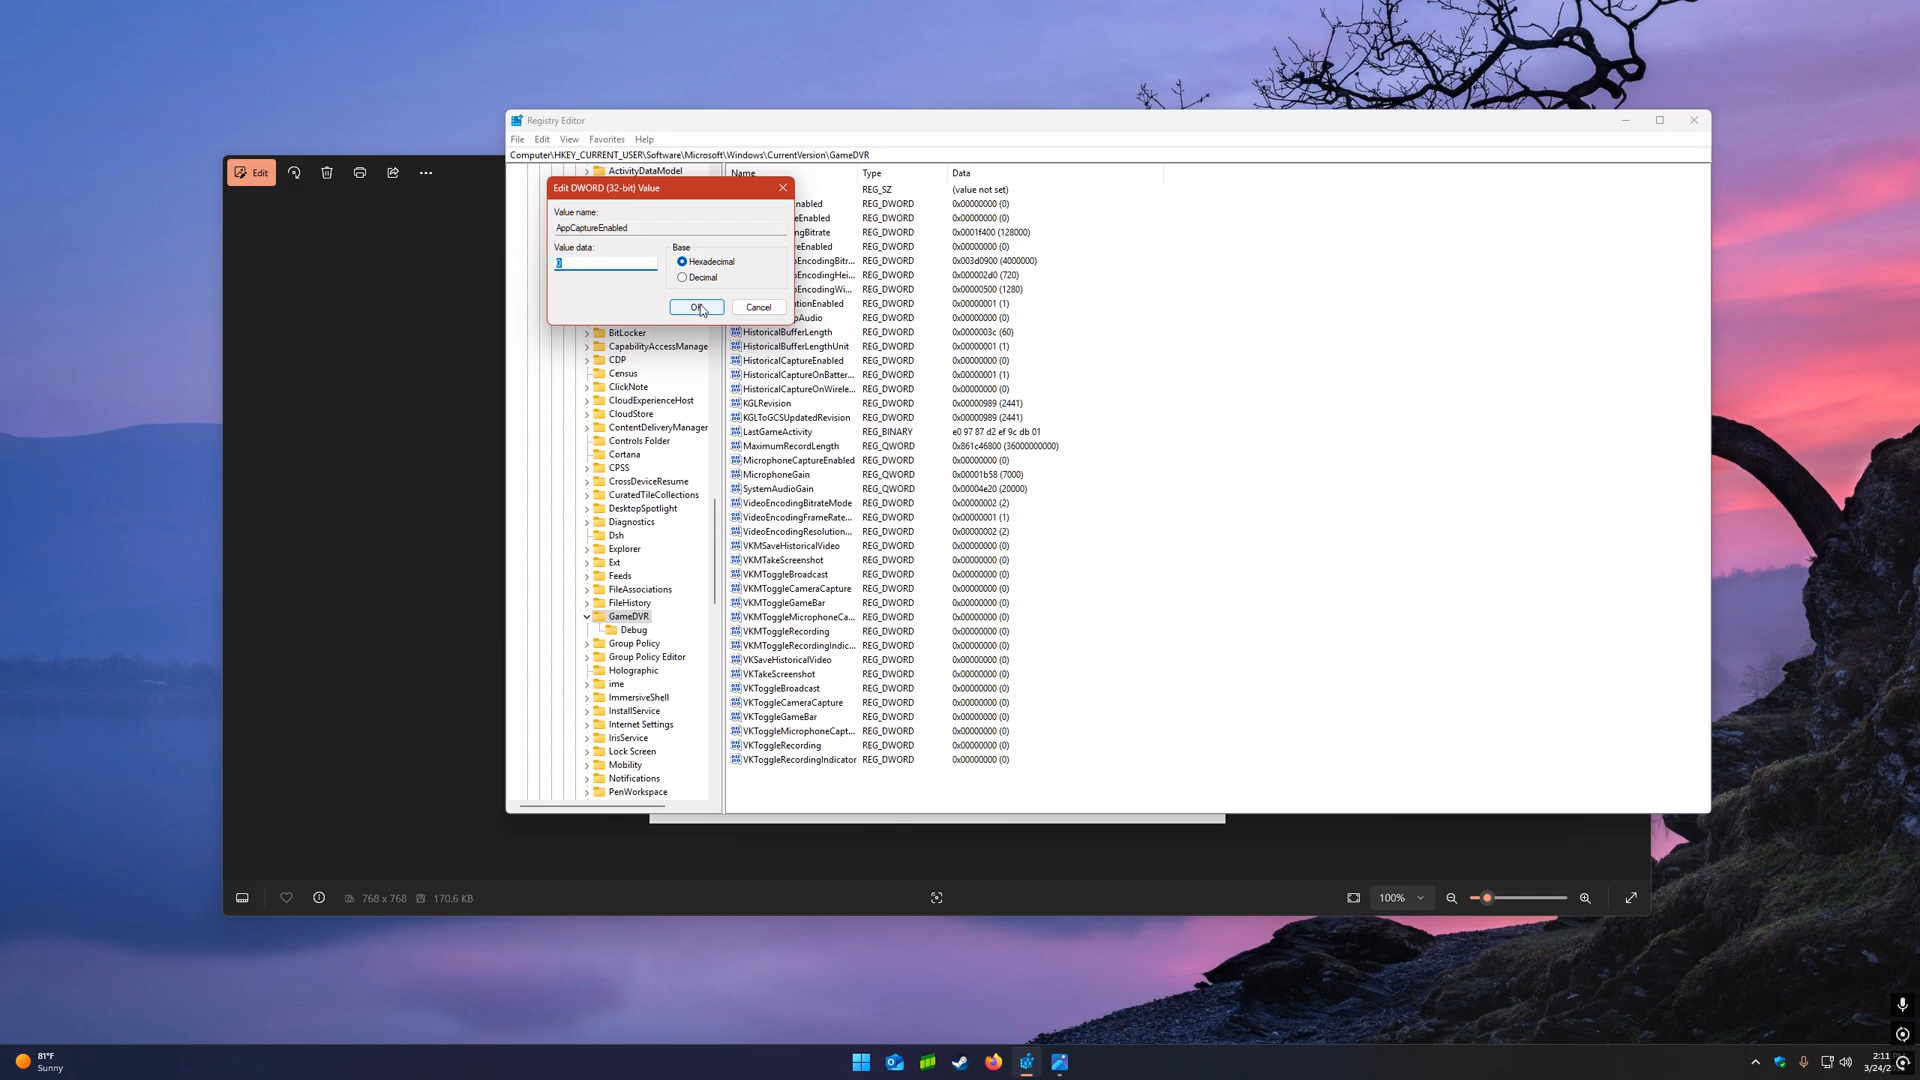 Registry Editor
File Edit View Favorites Help
Computer\HKEY_CURRENT_USER\Software\Microsoft\Windows\CurrentVersion\GameDVR
Edit
ActivityDataModel
Edit DWORD (32-bit) Value
Value name:
AppCaptureEnabled
Value data:
0
Base
Hexadecimal
Decimal
OK Cancel
BitLocker
CapabilityAccessManage
CDP
Census
ClickNote
CloudExperienceHost
CloudStore
ContentDeliveryManager
Controls Folder
Cortana
CPSS
CrossDeviceResume
CuratedTileCollections
DesktopSpotlight
Diagnostics
Dsh
Explorer
Ext
Feeds
FileAssociations
FileHistory
GameDVR
Debug
Group Policy
Group Policy Editor
Holographic
ime
ImmersiveShell
InstallService
Internet Settings
IrisService
Lock Screen
Mobility
Notifications
PenWorkspace
Name Type Data
REG_SZ (value not set)
nabled REG_DWORD 0x00000000 (0)
eEnabled REG_DWORD 0x00000000 (0)
ngBitrate REG_DWORD 0x0001f400 (128000)
reEnabled REG_DWORD 0x00000000 (0)
oEncodingBitr... REG_DWORD 0x003d0900 (4000000)
oEncodingHei... REG_DWORD 0x000002d0 (720)
oEncodingWi... REG_DWORD 0x00000500 (1280)
utionEnabled REG_DWORD 0x00000001 (1)
oAudio REG_DWORD 0x00000000 (0)
HistoricalBufferLength REG_DWORD 0x0000003c (60)
HistoricalBufferLengthUnit REG_DWORD 0x00000001 (1)
HistoricalCaptureEnabled REG_DWORD 0x00000000 (0)
HistoricalCaptureOnBatter... REG_DWORD 0x00000001 (1)
HistoricalCaptureOnWirele... REG_DWORD 0x00000000 (0)
KGLRevision REG_DWORD 0x00000989 (2441)
KGLToGCSUpdatedRevision REG_DWORD 0x00000989 (2441)
LastGameActivity REG_BINARY e0 97 87 d2 ef 9c db 01
MaximumRecordLength REG_QWORD 0x861c46800 (36000000000)
MicrophoneCaptureEnabled REG_DWORD 0x00000000 (0)
MicrophoneGain REG_QWORD 0x00001b58 (7000)
SystemAudioGain REG_QWORD 0x00004e20 (20000)
VideoEncodingBitrateMode REG_DWORD 0x00000002 (2)
VideoEncodingFrameRate... REG_DWORD 0x00000001 (1)
VideoEncodingResolution... REG_DWORD 0x00000002 (2)
VKMSaveHistoricalVideo REG_DWORD 0x00000000 (0)
VKMTakeScreenshot REG_DWORD 0x00000000 (0)
VKMToggleBroadcast REG_DWORD 0x00000000 (0)
VKMToggleCameraCapture REG_DWORD 0x00000000 (0)
VKMToggleGameBar REG_DWORD 0x00000000 (0)
VKMToggleMicrophoneCa... REG_DWORD 0x00000000 (0)
VKMToggleRecording REG_DWORD 0x00000000 (0)
VKMToggleRecordingIndic... REG_DWORD 0x00000000 (0)
VKSaveHistoricalVideo REG_DWORD 0x00000000 (0)
VKTakeScreenshot REG_DWORD 0x00000000 (0)
VKToggleBroadcast REG_DWORD 0x00000000 (0)
VKToggleCameraCapture REG_DWORD 0x00000000 (0)
VKToggleGameBar REG_DWORD 0x00000000 (0)
VKToggleMicrophoneCapt... REG_DWORD 0x00000000 (0)
VKToggleRecording REG_DWORD 0x00000000 (0)
VKToggleRecordingIndicator REG_DWORD 0x00000000 (0)
768 x 768 170.6 KB 100%
81°F
Sunny
2:11
3/24/2